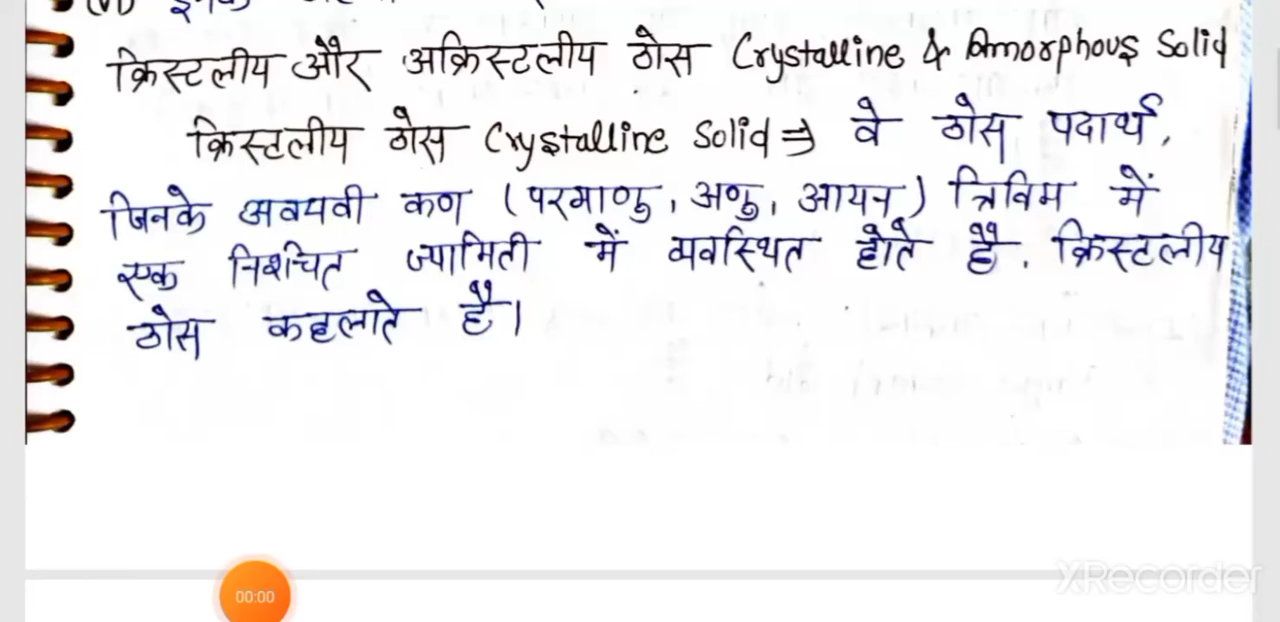 क्रिस्टलीय और अक्रिस्टलीय ठोस Crystalline & Amorphous Solid
क्रिस्टलीय ठोस Crystalline Solid ⇒ वे ठोस पदार्थ,
जिनके अवयवी कण (परमाणु, अणु, आयन) त्रिविम में
एक निश्चित ज्यामिती में व्यवस्थित होते है. क्रिस्टलीय
ठोस कहलाते है।
00:00
XRecorder